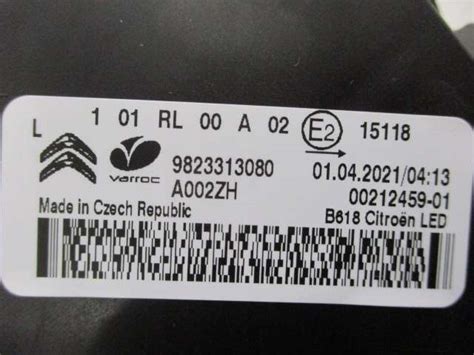 L 1 01 RL 00 A 02 E2 15118
varroc 9823313080 01.04.2021/04:13
A002ZH 00212459-01
Made in Czech Republic B618 Citroën LED